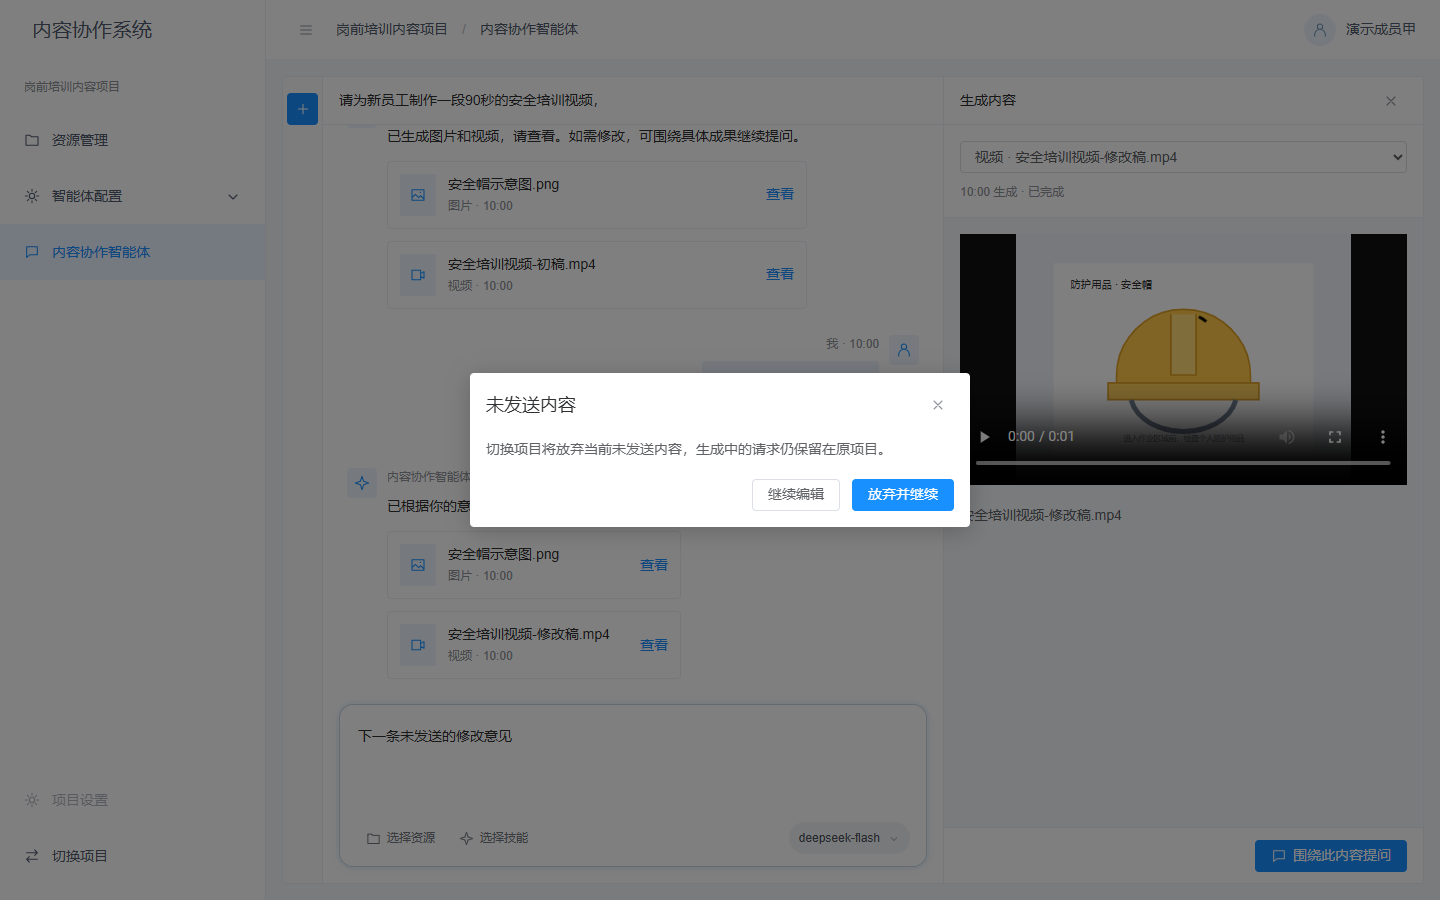 内容协作系统
岗前培训内容项目 / 内容协作智能体
演示成员甲
岗前培训内容项目
资源管理
智能体配置
内容协作智能体
项目设置
切换项目
请为新员工制作一段90秒的安全培训视频，
已生成图片和视频，请查看。如需修改，可围绕具体成果继续提问。
安全帽示意图.png
图片 · 10:00
查看
安全培训视频-初稿.mp4
视频 · 10:00
查看
我 · 10:00
内容协作智能体
已根据你的意
安全帽示意图.png
图片 · 10:00
查看
安全培训视频-修改稿.mp4
视频 · 10:00
查看
下一条未发送的修改意见
选择资源
选择技能
deepseek-flash
未发送内容
切换项目将放弃当前未发送内容，生成中的请求仍保留在原项目。
继续编辑
放弃并继续
生成内容
视频 · 安全培训视频-修改稿.mp4
10:00 生成 · 已完成
防护用品 · 安全帽
0:00 / 0:01
全培训视频-修改稿.mp4
围绕此内容提问